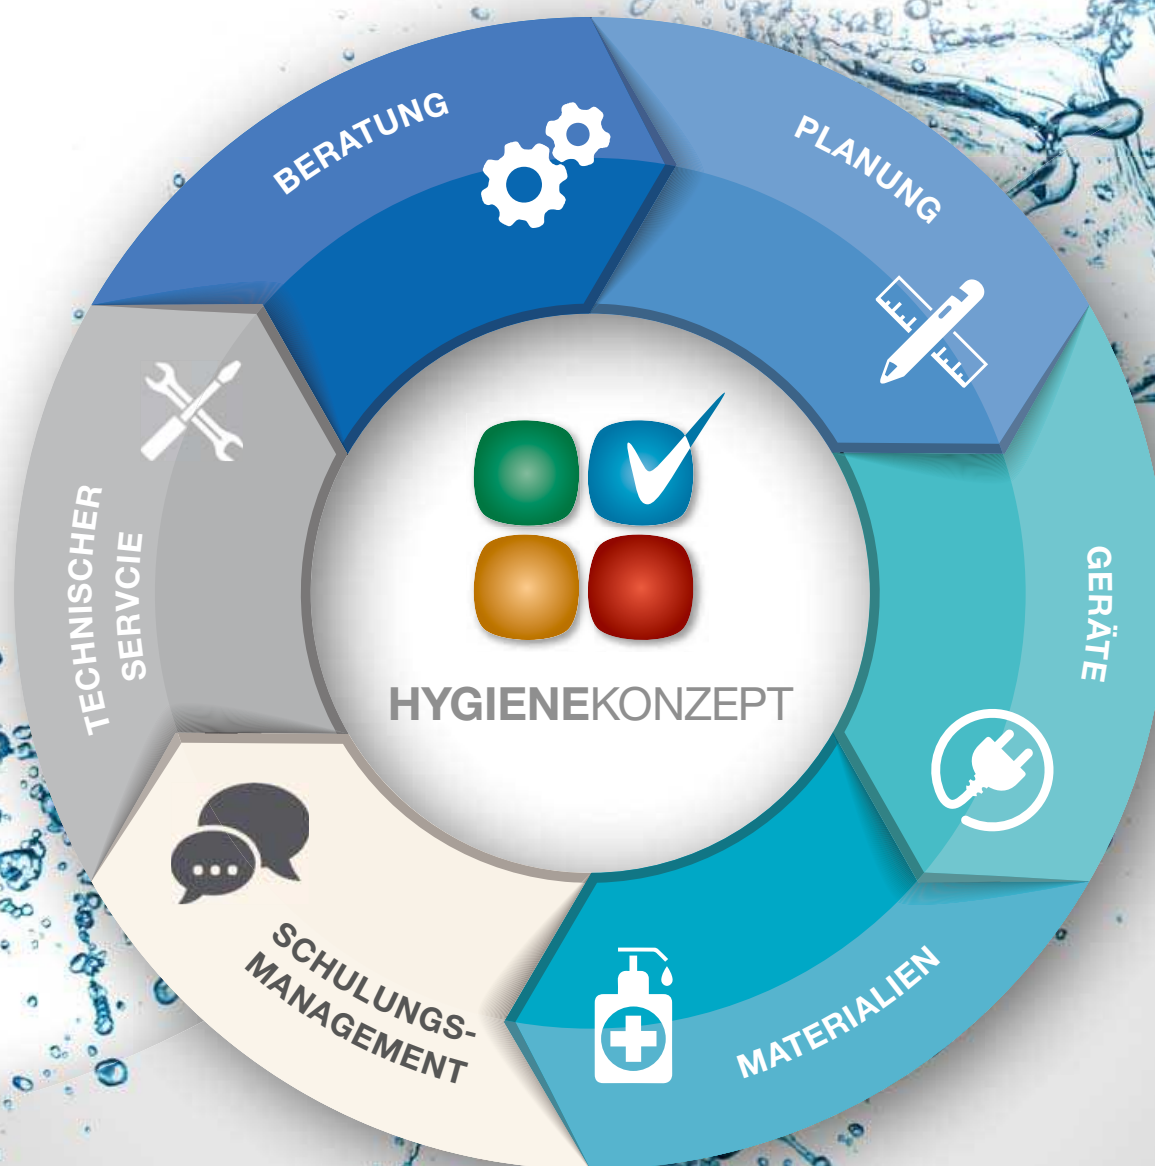 BERATUNG
PLANUNG
GERÄTE
MATERIALIEN
SCHULUNGS-
MANAGEMENT
TECHNISCHER
SERVCIE
HYGIENEKONZEPT